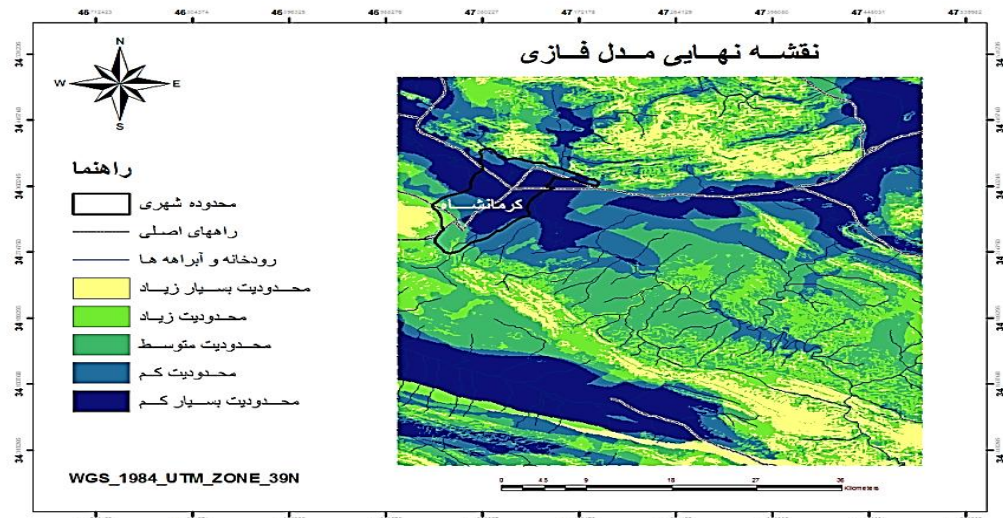 نقشه نهایی مدل فازی
N
W E
S
راهنما
محدوده شهری
راههای اصلی
رودخانه و آبراهه ها
محدودیت بسیار زیاد
محدودیت زیاد
محدودیت متوسط
محدودیت کم
محدودیت بسیار کم
کرمانشاه
WGS_1984_UTM_ZONE_39N
0 4.5 9 18 27 36
Kilometers